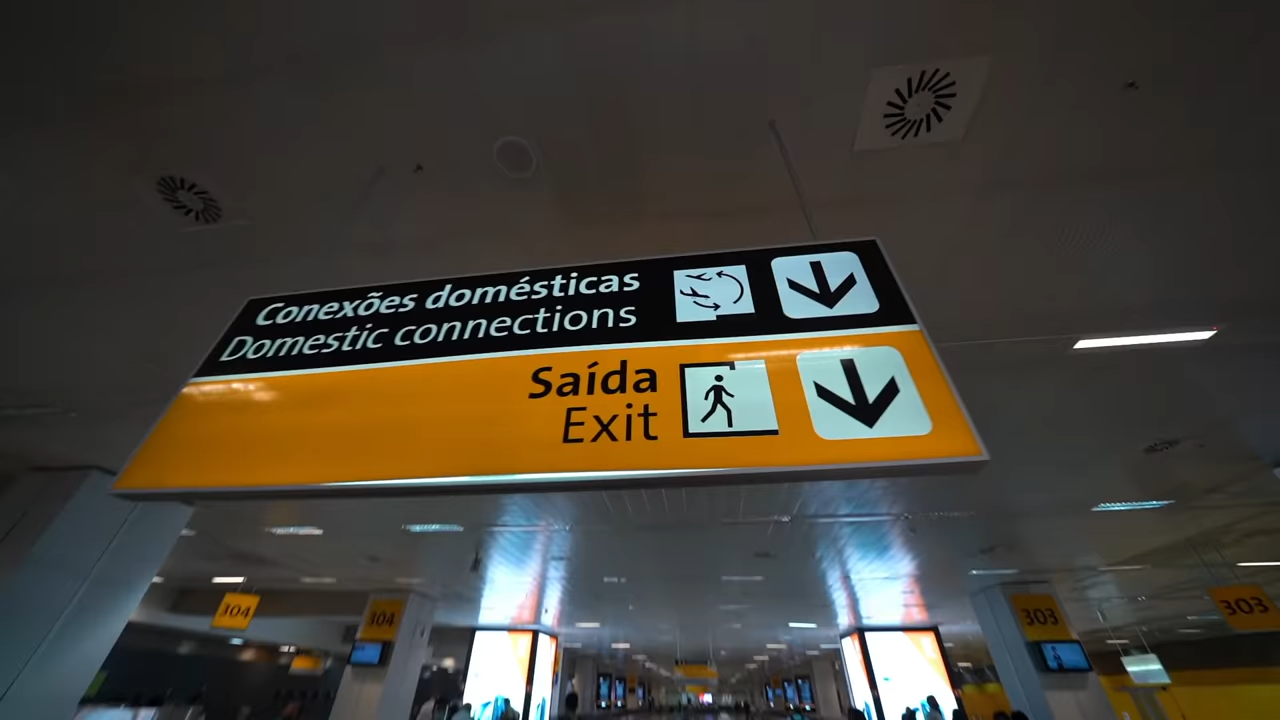 Conexões domésticas
Domestic connections
Saída
Exit
304
304
303
303